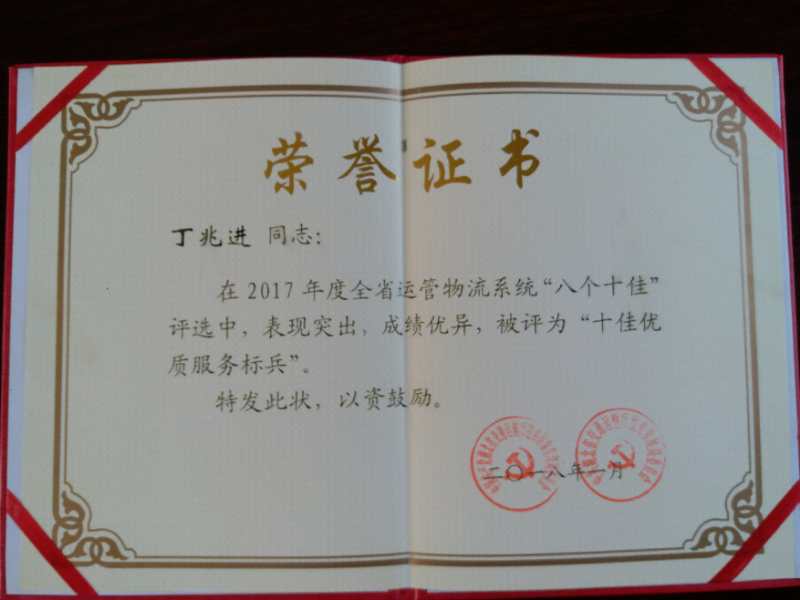 荣誉证书
丁兆进 同志：
在2017年度全省运管物流系统“八个十佳”
评选中，表现突出，成绩优异，被评为“十佳优
质服务标兵”。
特发此状，以资鼓励。
二〇一八年一月